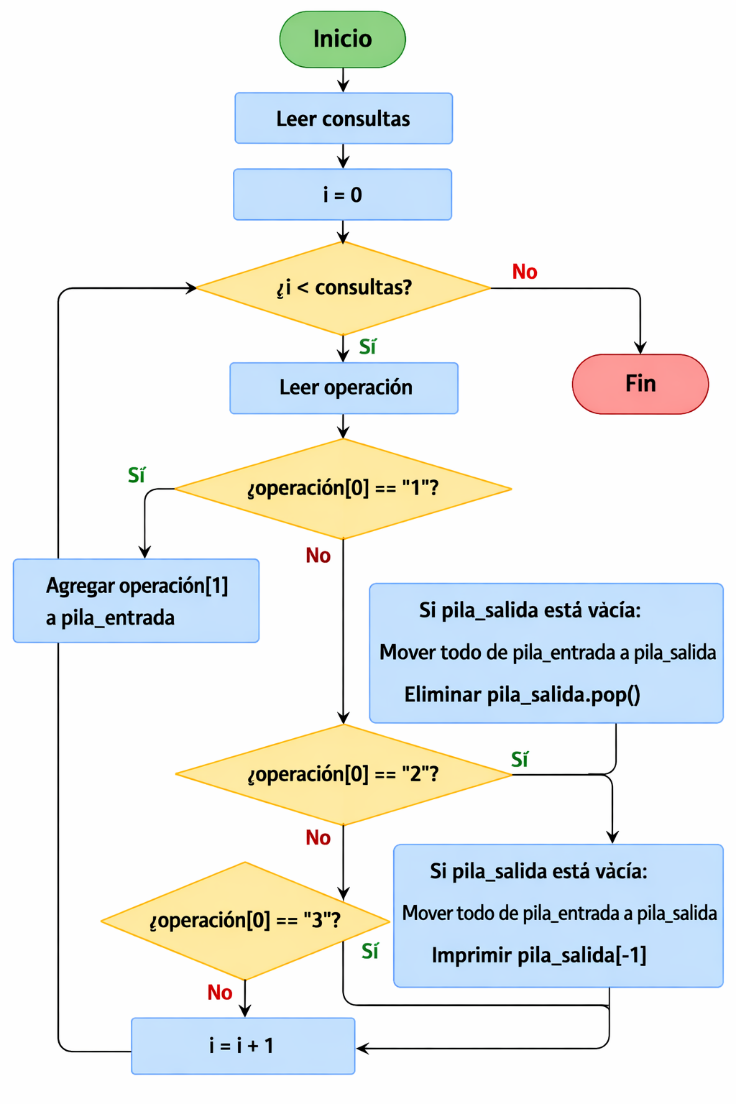 Inicio
Leer consultas
i = 0
¿i < consultas?
No
Sí
Leer operación
Fin
¿operación[0] == "1"?
Sí
No
Agregar operación[1]
a pila_entrada
Si pila_salida está vàcía:
Mover todo de pila_entrada a pila_salida
Eliminar pila_salida.pop()
¿operación[0] == "2"?
Sí
No
Si pila_salida está vàcía:
Mover todo de pila_entrada a pila_salida
Imprimir pila_salida[-1]
¿operación[0] == "3"?
Sí
No
i = i + 1